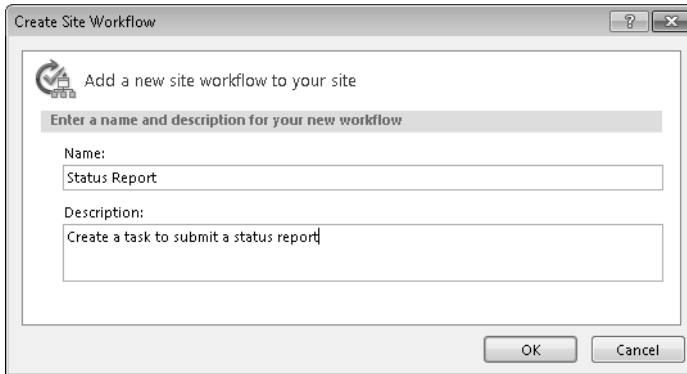 Create Site Workflow
Add a new site workflow to your site
Enter a name and description for your new workflow
Name:
Status Report
Description:
Create a task to submit a status report
OK Cancel